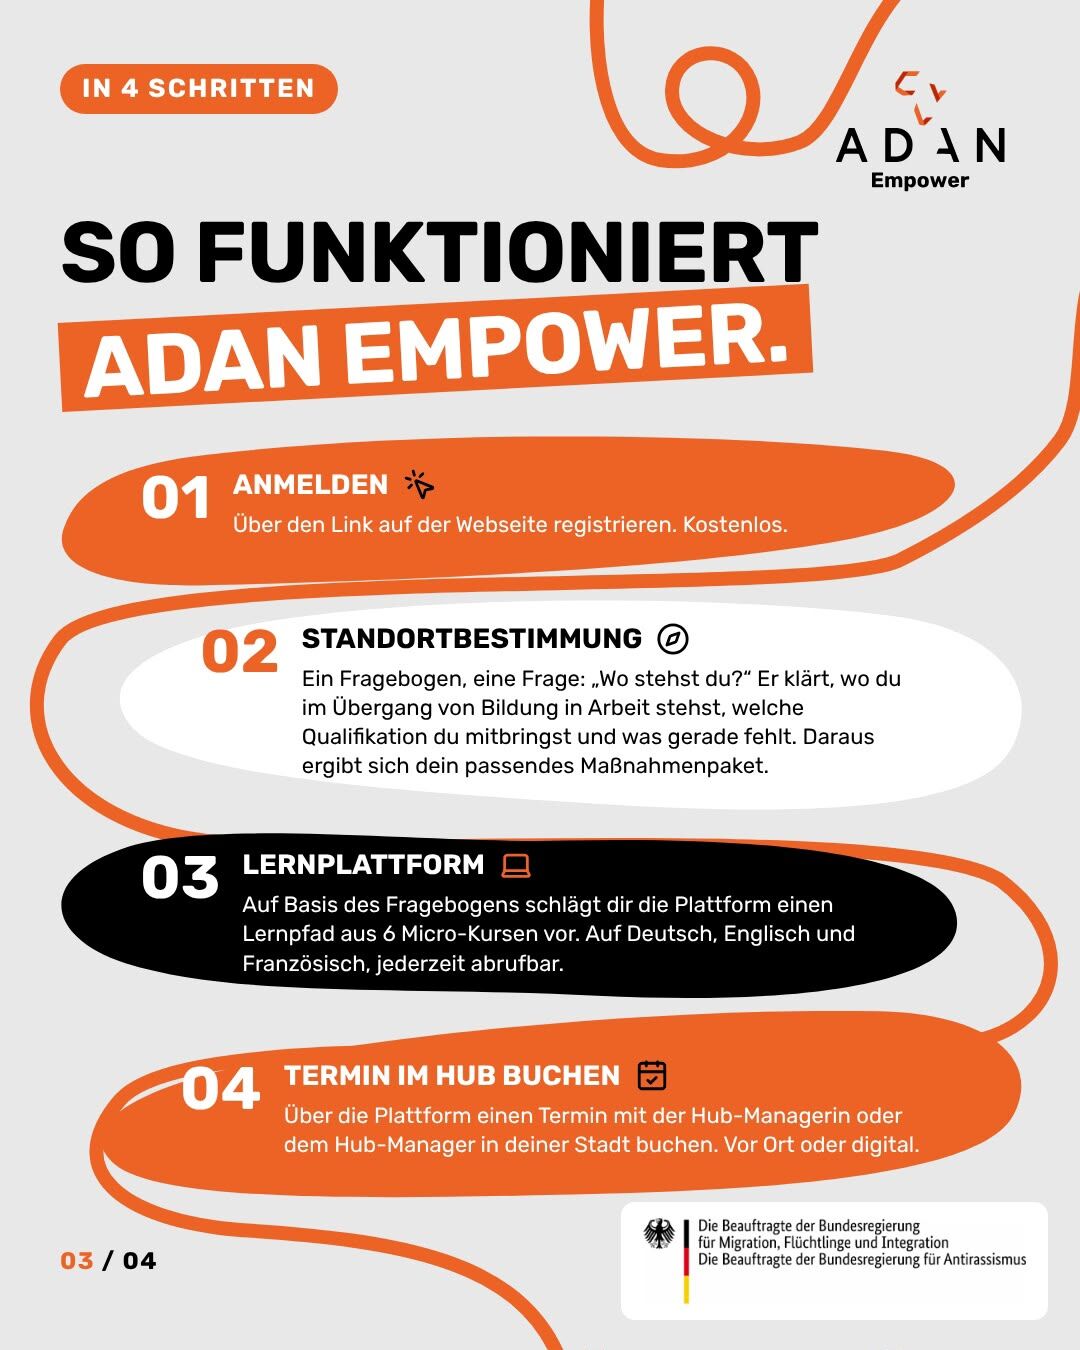 IN 4 SCHRITTEN
ADAN
Empower
SO FUNKTIONIERT
ADAN EMPOWER.
01
ANMELDEN
Über den Link auf der Webseite registrieren. Kostenlos.
02
STANDORTBESTIMMUNG
Ein Fragebogen, eine Frage: „Wo stehst du?“ Er klärt, wo du
im Übergang von Bildung in Arbeit stehst, welche
Qualifikation du mitbringst und was gerade fehlt. Daraus
ergibt sich dein passendes Maßnahmenpaket.
03
LERNPLATTFORM
Auf Basis des Fragebogens schlägt dir die Plattform einen
Lernpfad aus 6 Micro-Kursen vor. Auf Deutsch, Englisch und
Französisch, jederzeit abrufbar.
04
TERMIN IM HUB BUCHEN
Über die Plattform einen Termin mit der Hub-Managerin oder
dem Hub-Manager in deiner Stadt buchen. Vor Ort oder digital.
03 / 04
Die Beauftragte der Bundesregierung
für Migration, Flüchtlinge und Integration
Die Beauftragte der Bundesregierung für Antirassismus